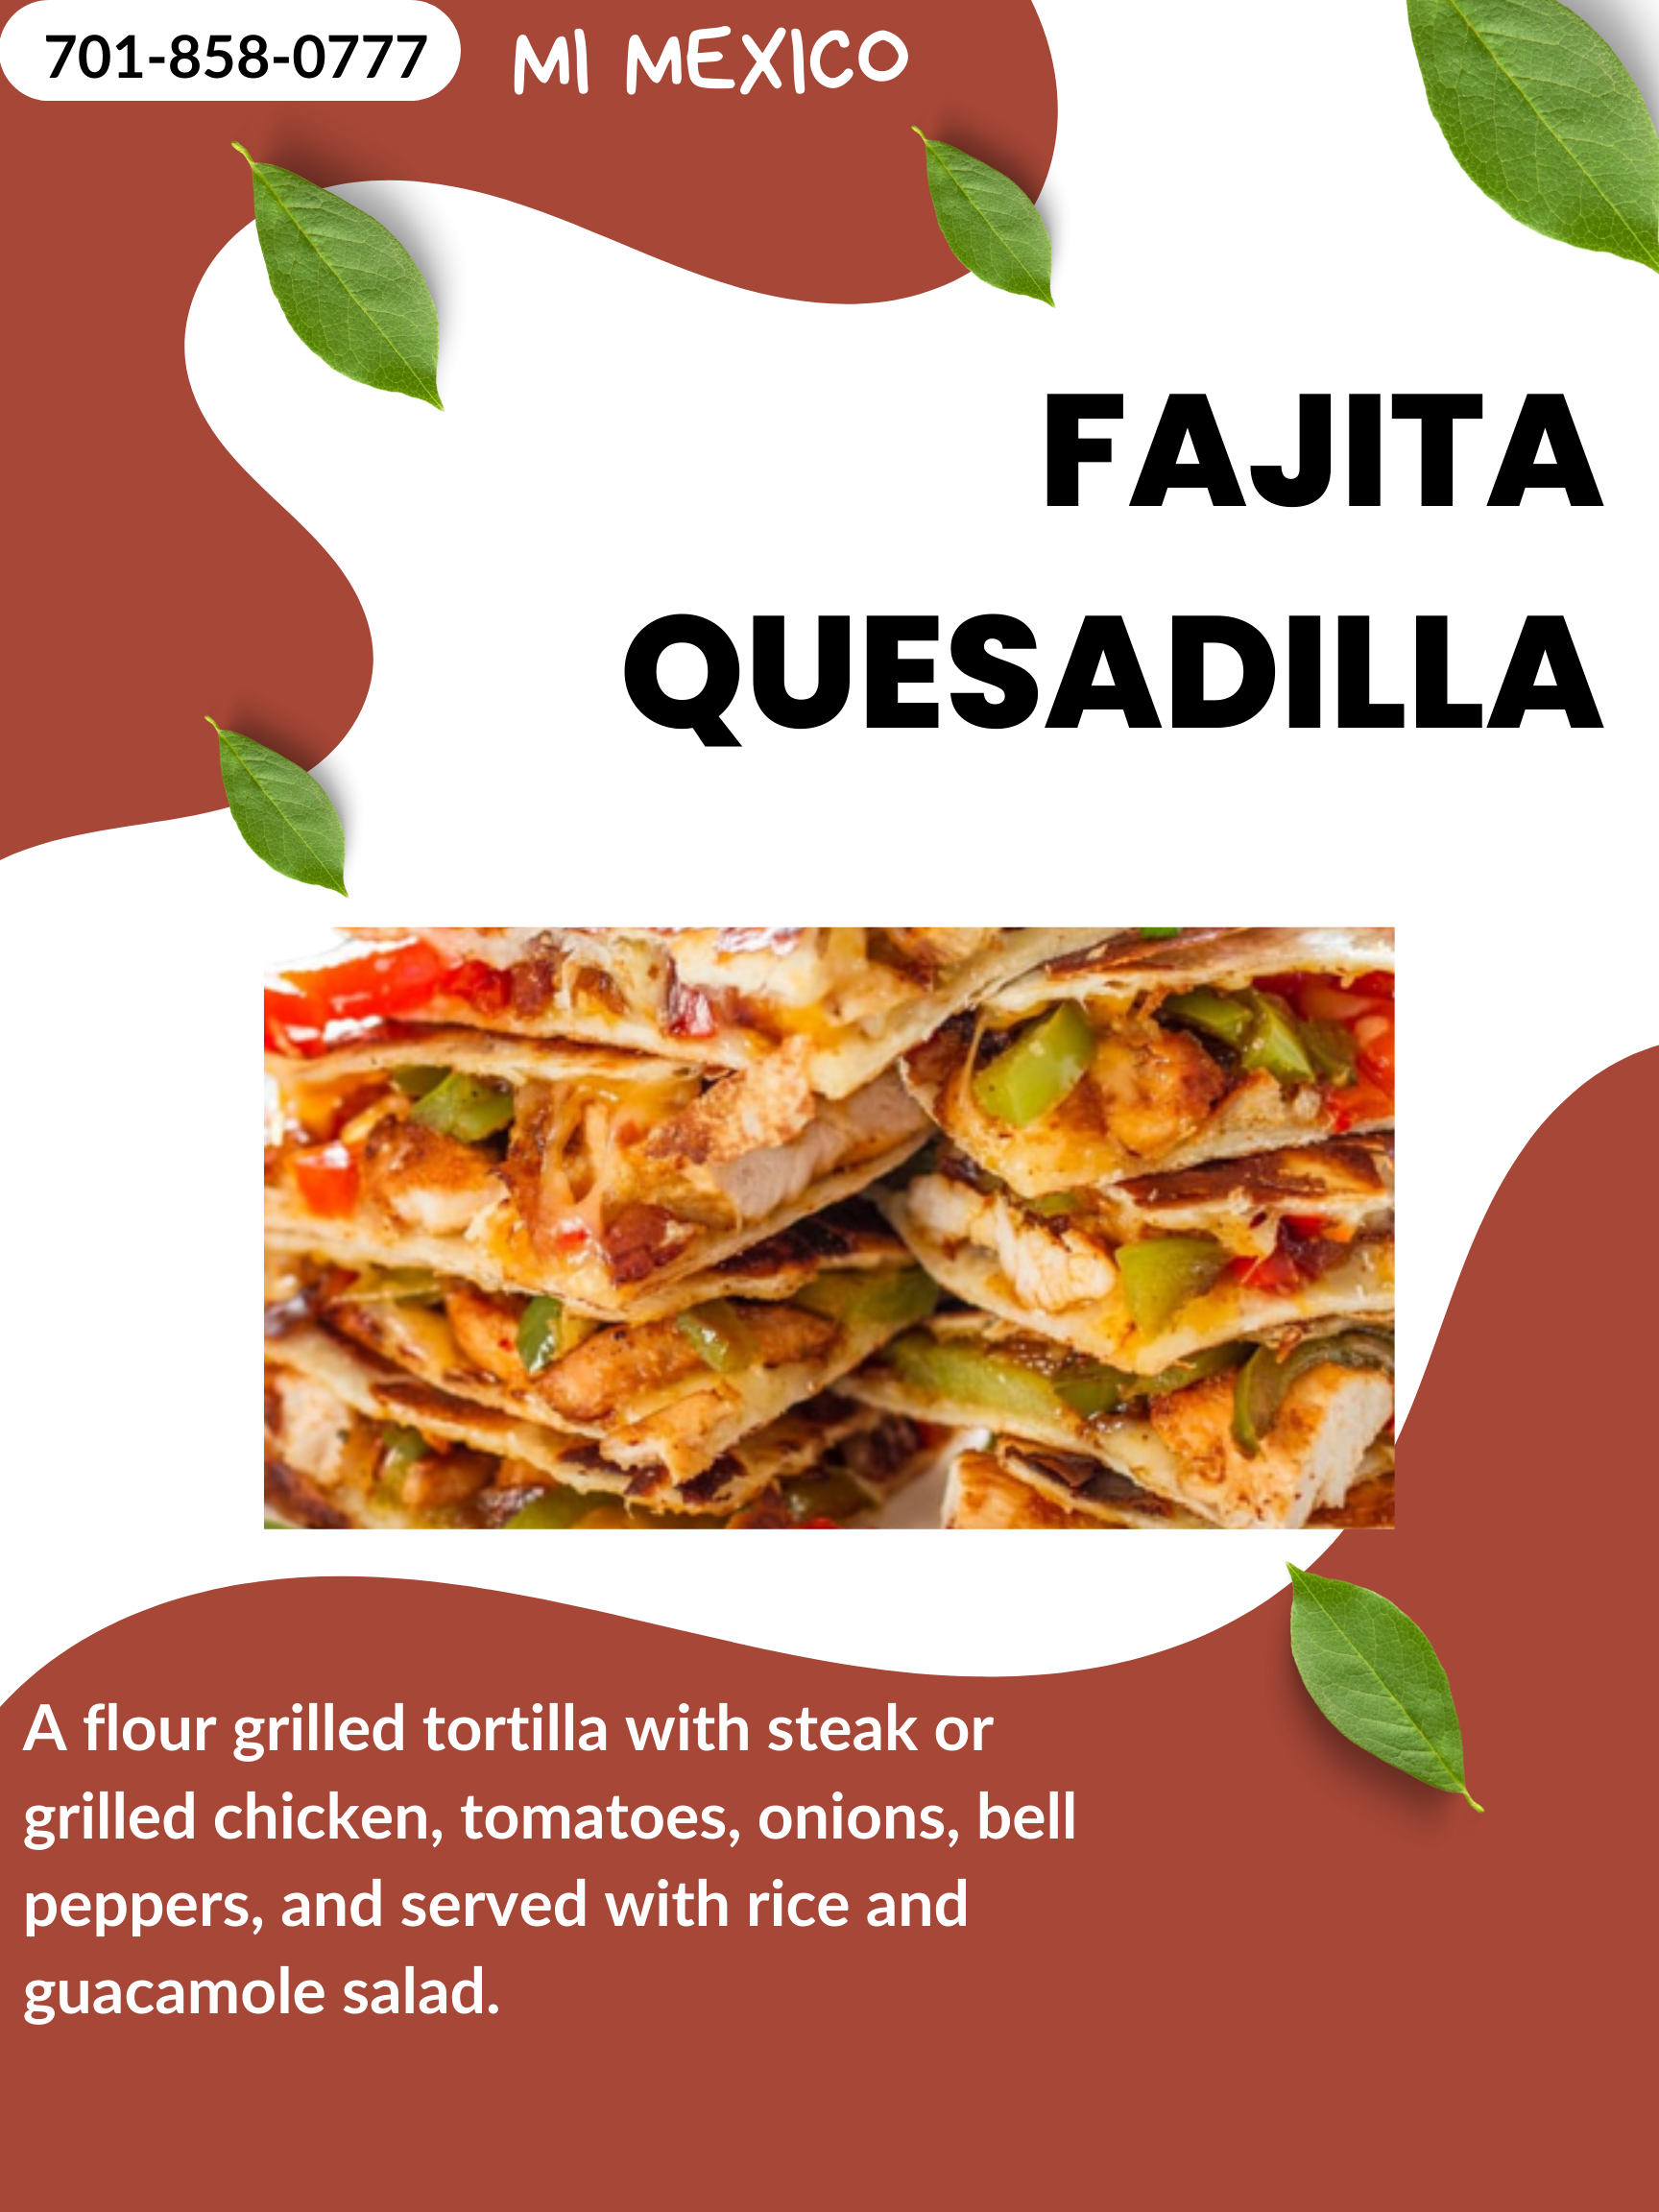 701-858-0777
MI MEXICO
FAJITA
QUESADILLA
A flour grilled tortilla with steak or
grilled chicken, tomatoes, onions, bell
peppers, and served with rice and
guacamole salad.